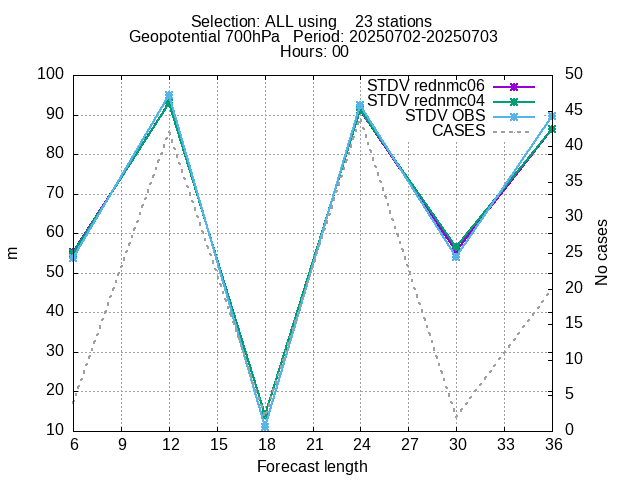 Selection: ALL using    23 stations
Geopotential 700hPa   Period: 20250702-20250703
Hours: 00
STDV rednmc06
STDV rednmc04
STDV OBS
CASES
100
90
80
70
60
50
40
30
20
10
m
50
45
40
35
30
25
20
15
10
5
0
No cases
6 9 12 15 18 21 24 27 30 33 36
Forecast length